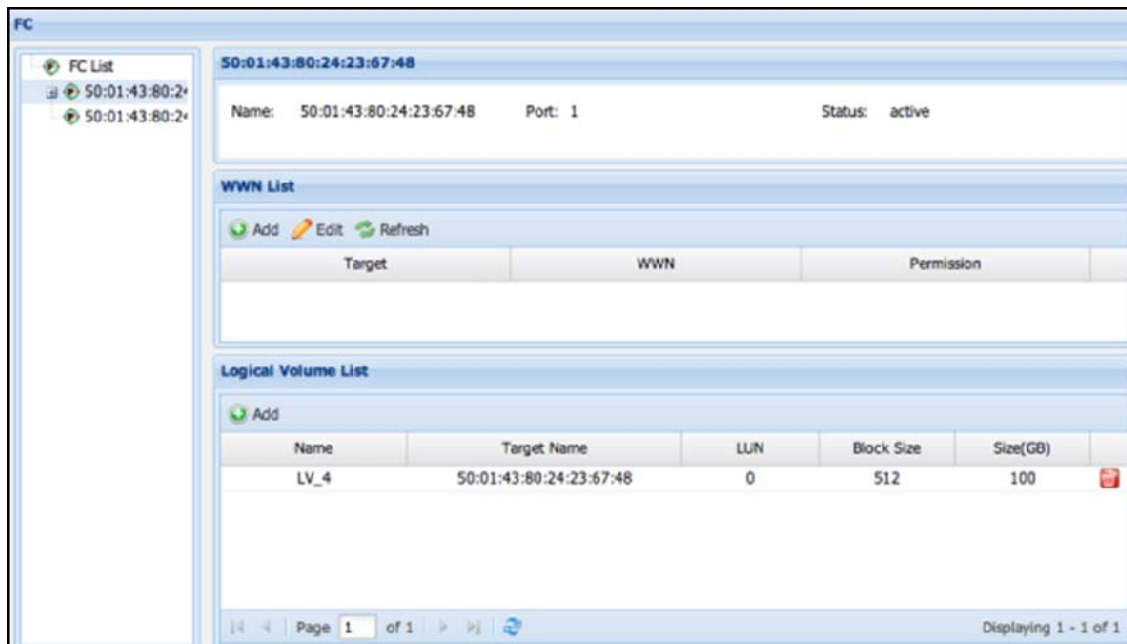 FC
FC List
50:01:43:80:2
50:01:43:80:2
50:01:43:80:24:23:67:48
Name: 50:01:43:80:24:23:67:48 Port: 1 Status: active
WWN List
Add Edit Refresh
Target WWN Permission
Logical Volume List
Add
Name Target Name LUN Block Size Size(GB)
LV_4 50:01:43:80:24:23:67:48 0 512 100
Page 1 of 1 Displaying 1 - 1 of 1